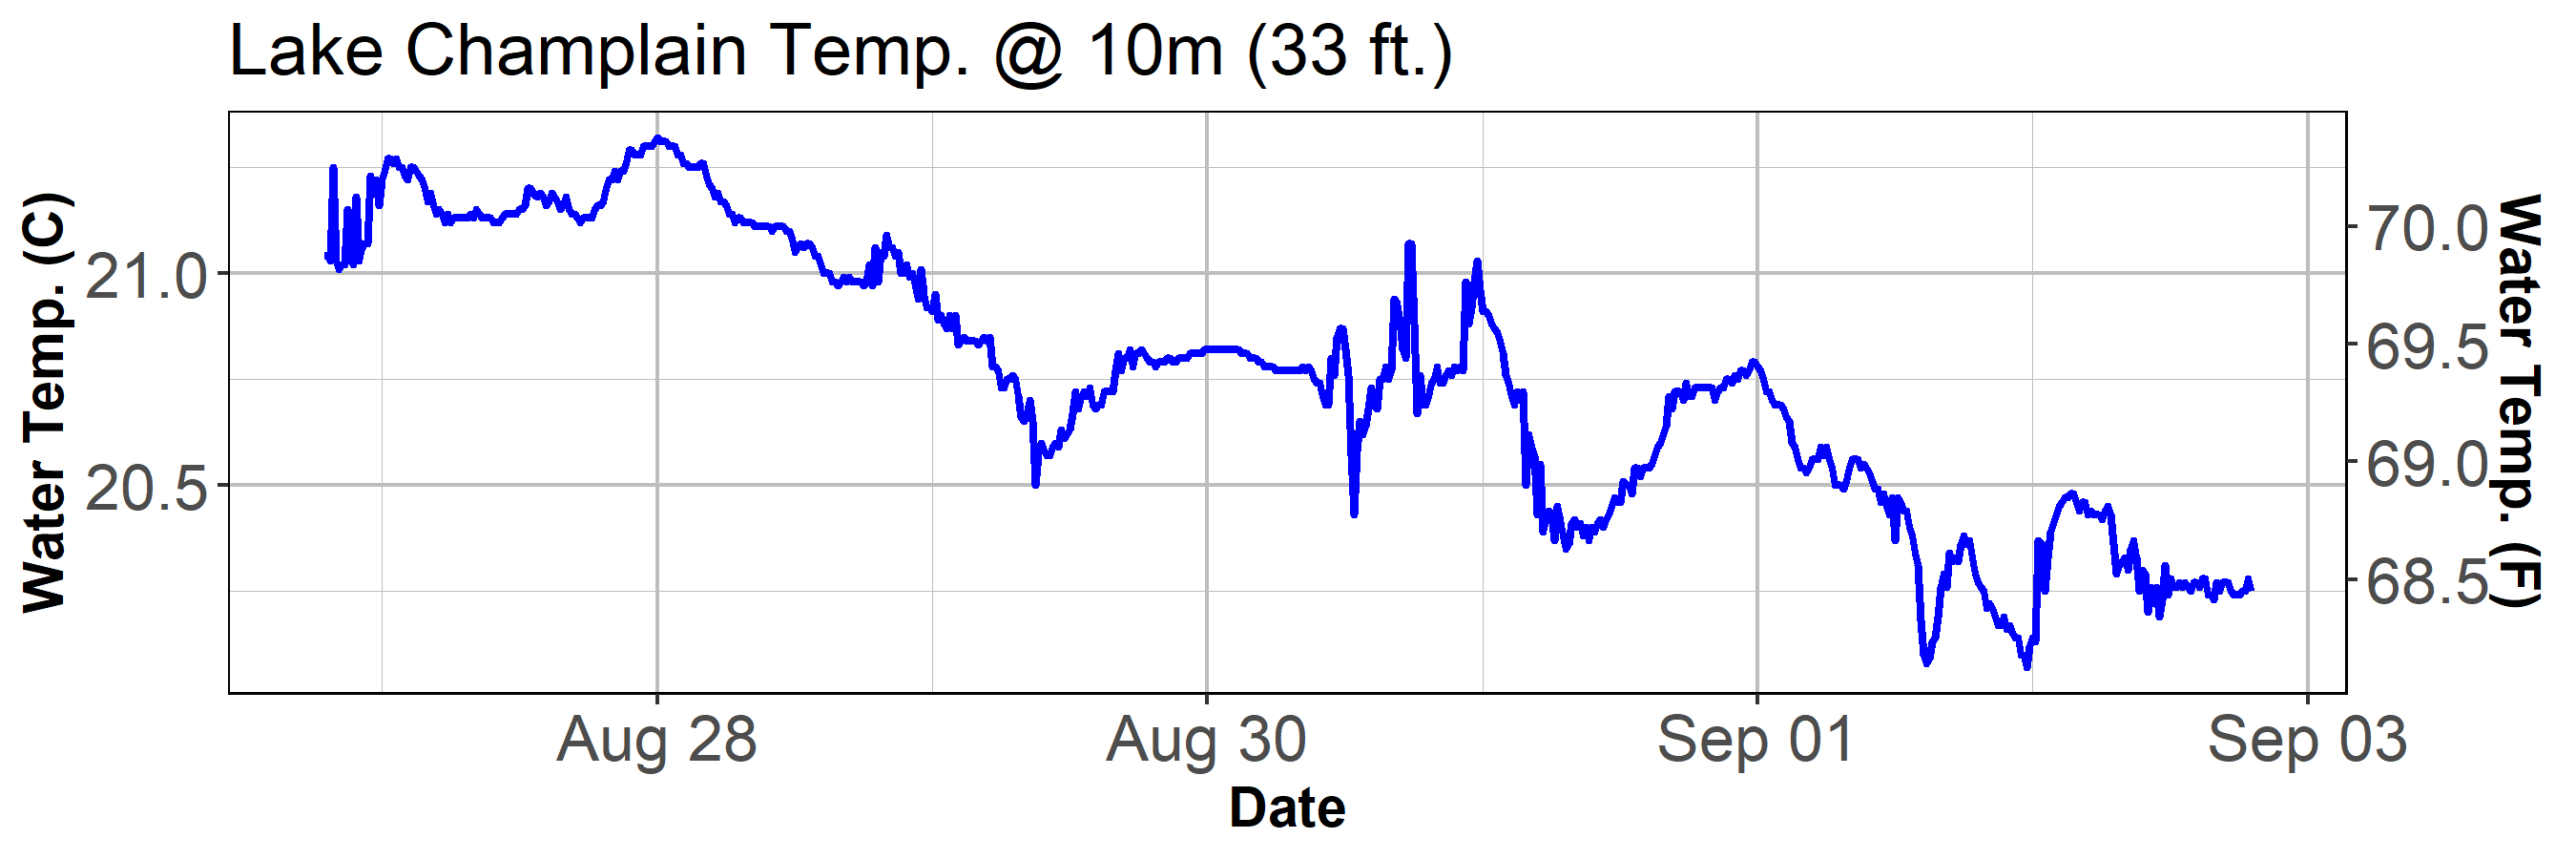 Lake Champlain Temp. @ 10m (33 ft.)
Water Temp. (C)
21.0
20.5
70.0
69.5
69.0
68.5
Water Temp. (F)
Aug 28
Aug 30
Sep 01
Sep 03
Date